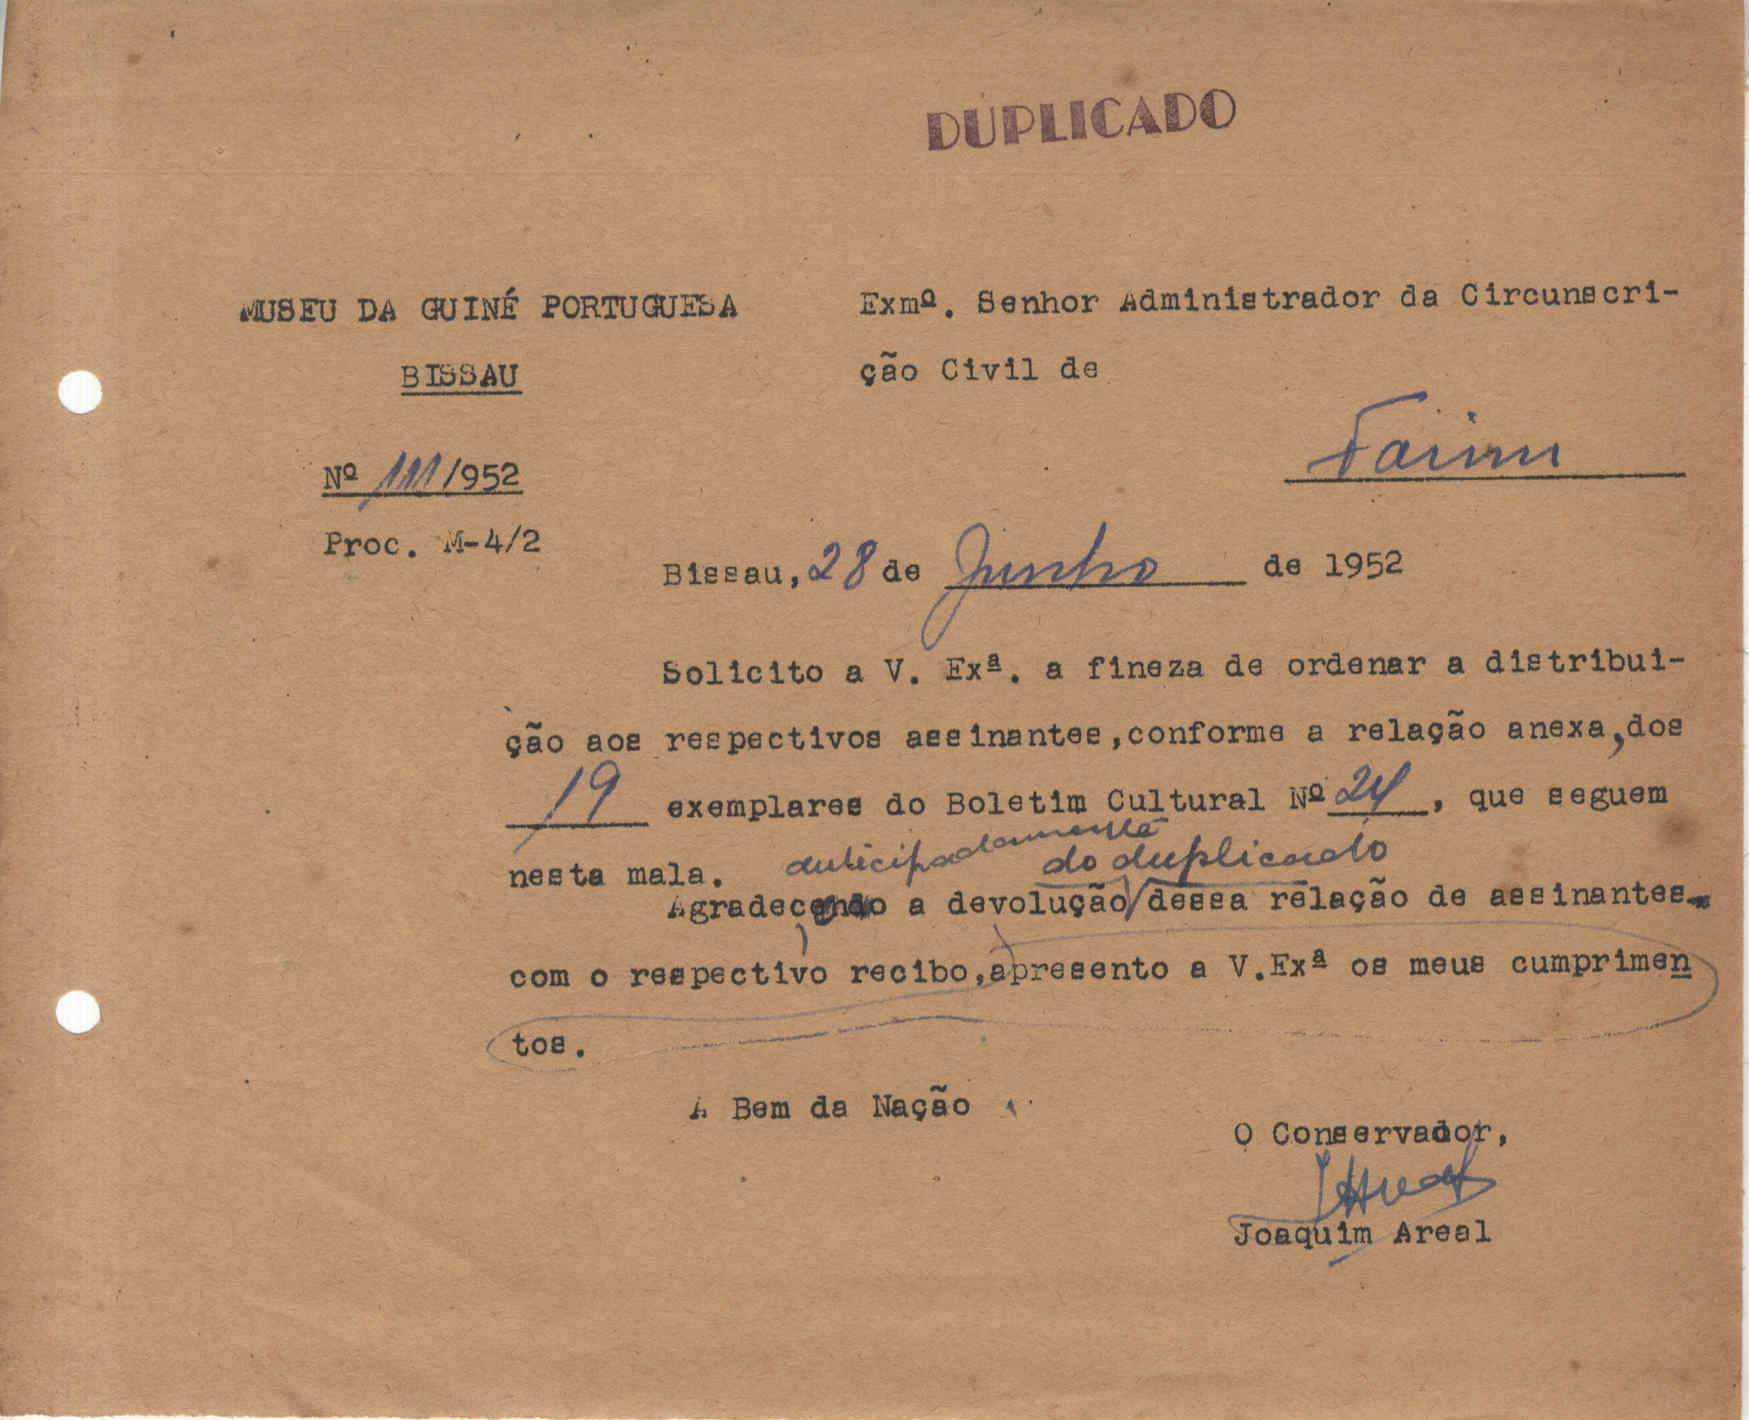 DUPLICADO
MUSEU DA GUINÉ PORTUGUESA
BISSAU
Nº 111/952
Proc. M-4/2
Exmº. Senhor Administrador da Circunscri-
ção Civil de
Farim
Bissau, 28 de Junho de 1952
Solicito a V. Exª. a fineza de ordenar a distribui-
ção aos respectivos assinantes, conforme a relação anexa, dos
19 exemplares do Boletim Cultural Nº 24, que seguem
nesta mala.
antecipadamente do duplicado
Agradecendo a devolução dessa relação de assinantes
com o respectivo recibo, apresento a V.Exª os meus cumprimen
tos.
A Bem da Nação
O Conservador,
Joaquim Areal